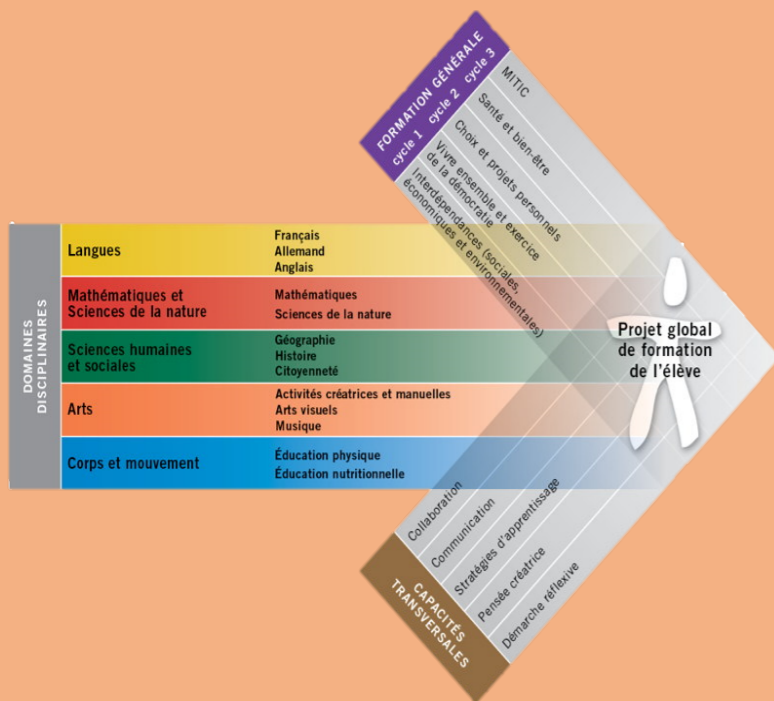 FORMATION GÉNÉRALE
cycle 1 cycle 2 cycle 3
MITIC
Santé et bien-être
Choix et projets personnels
Vivre ensemble et exercice
de la démocratie
Interdépendances (sociales,
économiques et environnementales)
DOMAINES
DISCIPLINAIRES
Langues
Français
Allemand
Anglais
Mathématiques et
Sciences de la nature
Mathématiques
Sciences de la nature
Sciences humaines
et sociales
Géographie
Histoire
Citoyenneté
Arts
Activités créatrices et manuelles
Arts visuels
Musique
Corps et mouvement
Éducation physique
Éducation nutritionnelle
Projet global
de formation
de l'élève
Collaboration
Communication
Stratégies d'apprentissage
Pensée créatrice
Démarche réflexive
CAPACITÉS
TRANSVERSALES